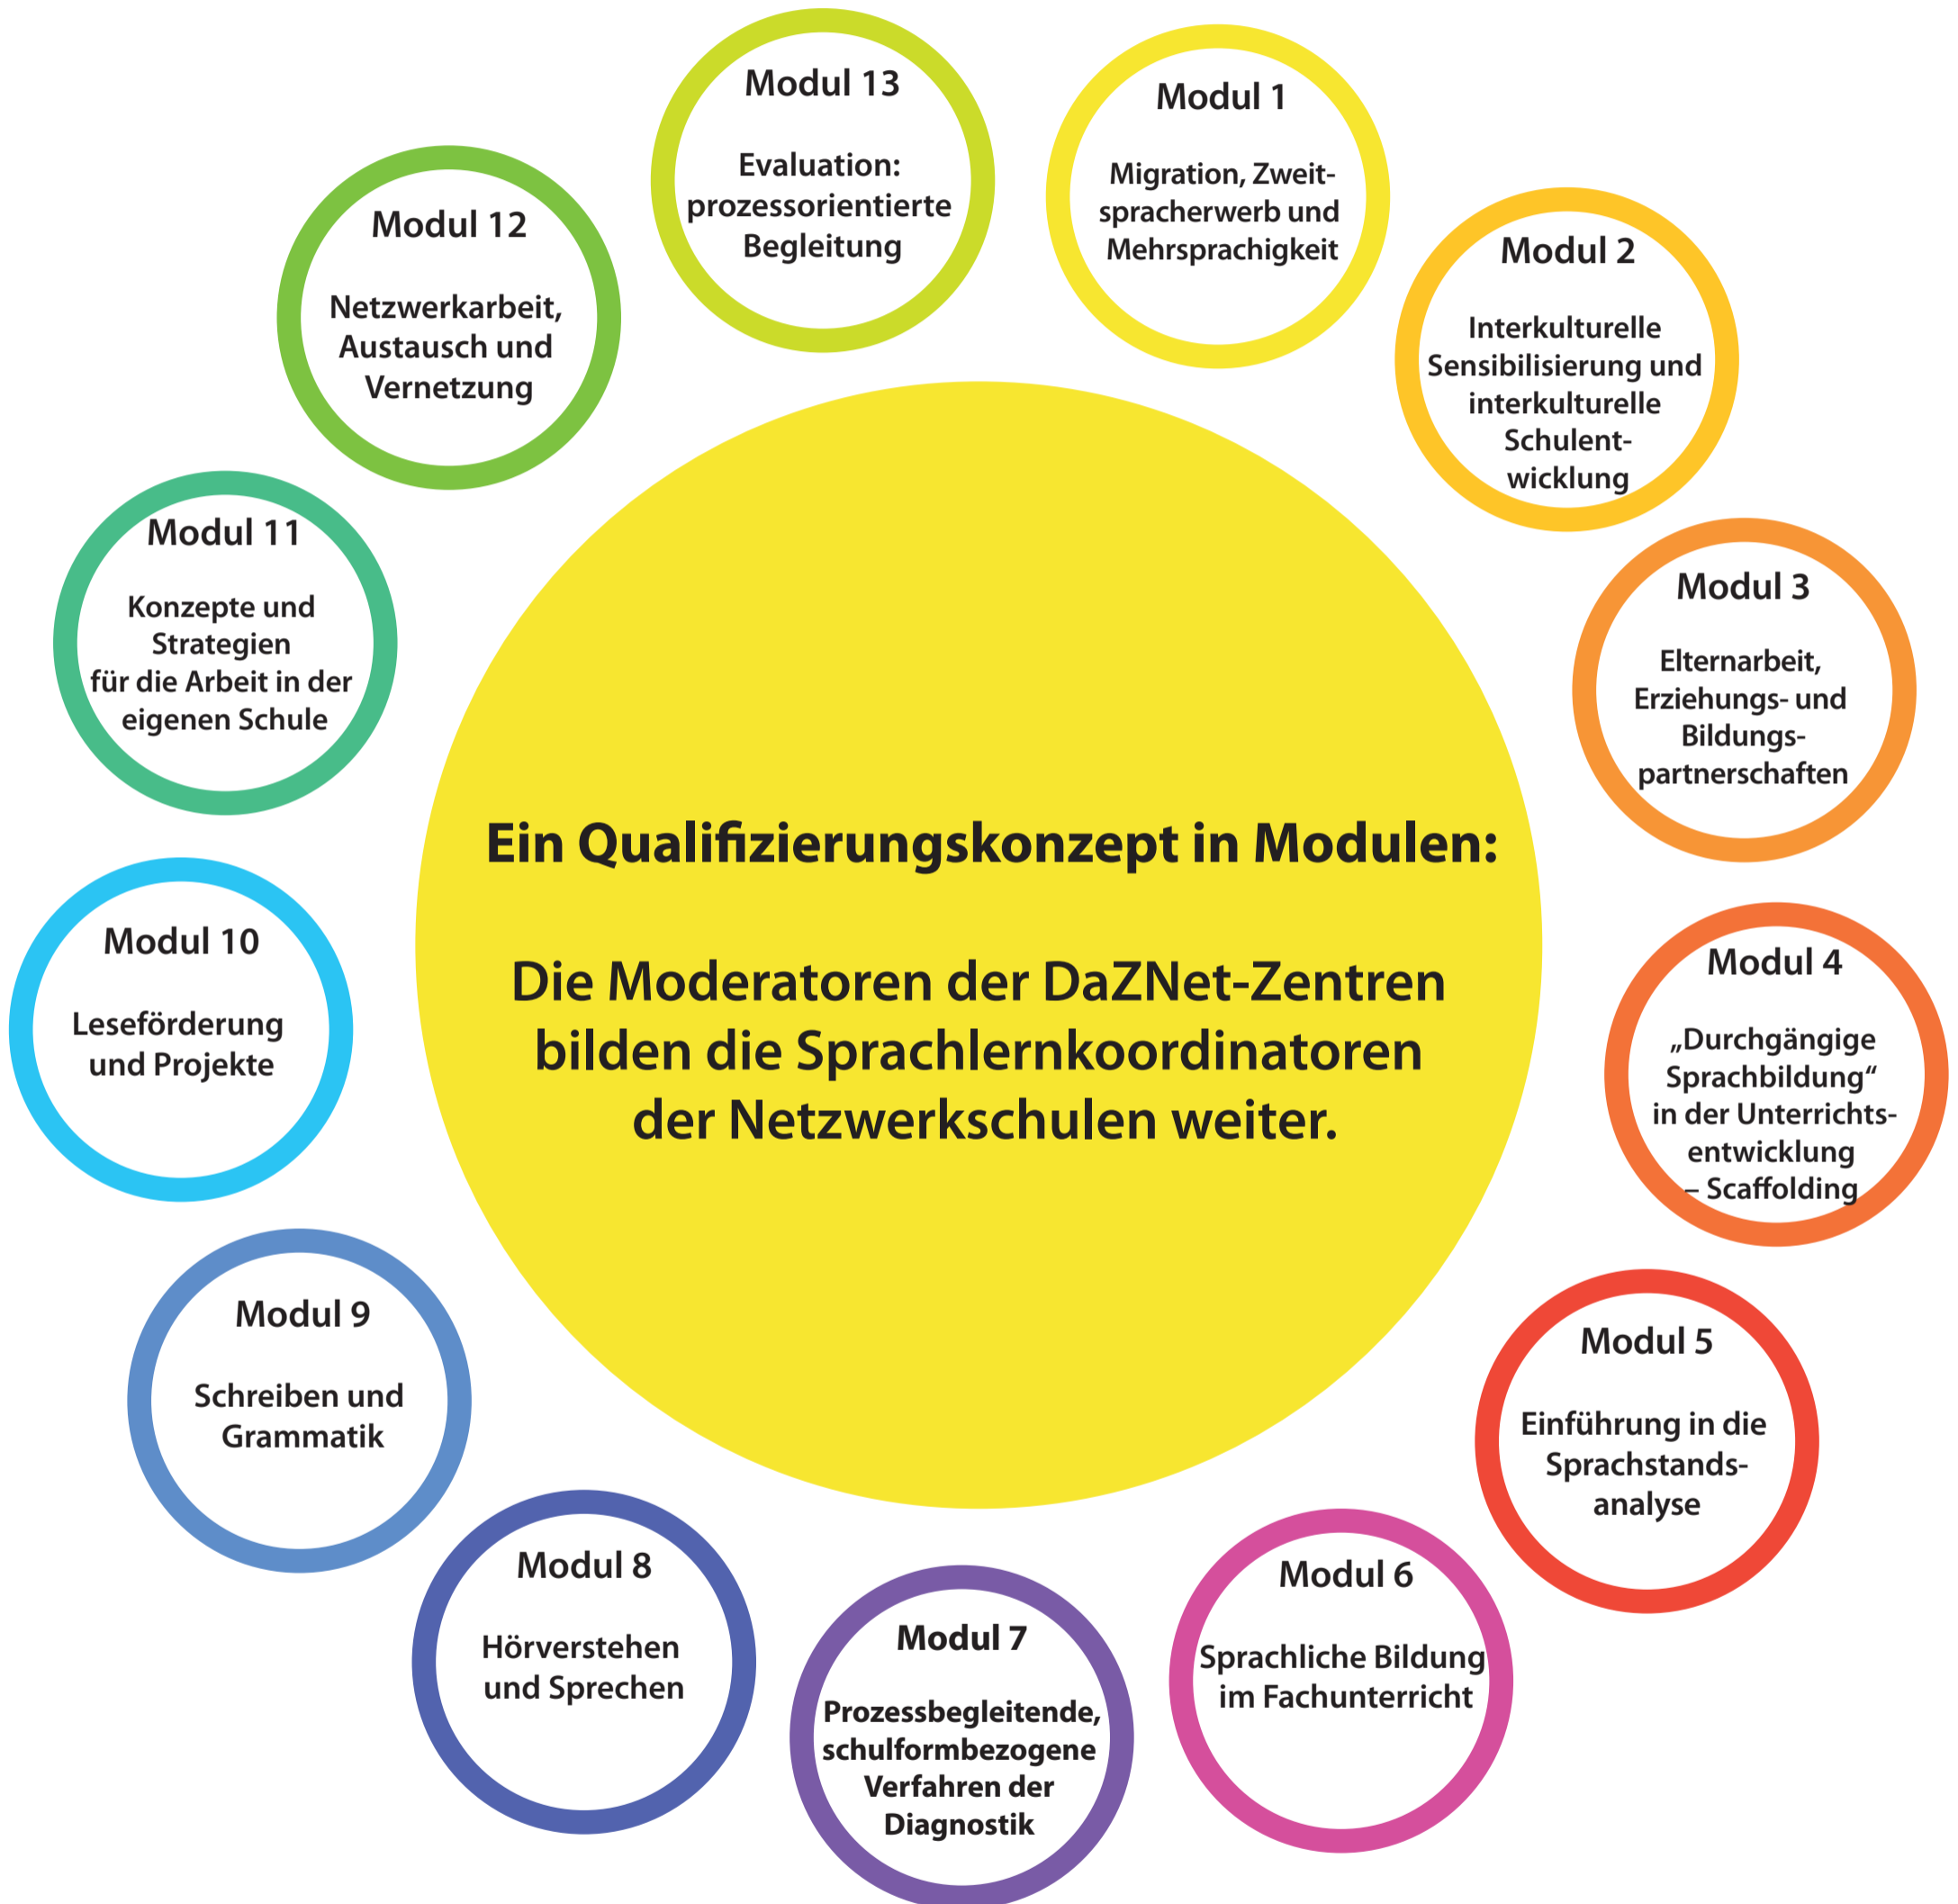 Ein Qualifizierungskonzept in Modulen:
Die Moderatoren der DaZNet-Zentren
bilden die Sprachlernkoordinatoren
der Netzwerkschulen weiter.
Modul 1
Migration, Zweit-
spracherwerb und
Mehrsprachigkeit
Modul 2
Interkulturelle
Sensibilisierung und
interkulturelle
Schulent-
wicklung
Modul 3
Elternarbeit,
Erziehungs- und
Bildungs-
partnerschaften
Modul 4
„Durchgängige
Sprachbildung“
in der Unterrichts-
entwicklung
– Scaffolding
Modul 5
Einführung in die
Sprachstands-
analyse
Modul 6
Sprachliche Bildung
im Fachunterricht
Modul 7
Prozessbegleitende,
schulformbezogene
Verfahren der
Diagnostik
Modul 8
Hörverstehen
und Sprechen
Modul 9
Schreiben und
Grammatik
Modul 10
Leseförderung
und Projekte
Modul 11
Konzepte und
Strategien
für die Arbeit in der
eigenen Schule
Modul 12
Netzwerkarbeit,
Austausch und
Vernetzung
Modul 13
Evaluation:
prozessorientierte
Begleitung